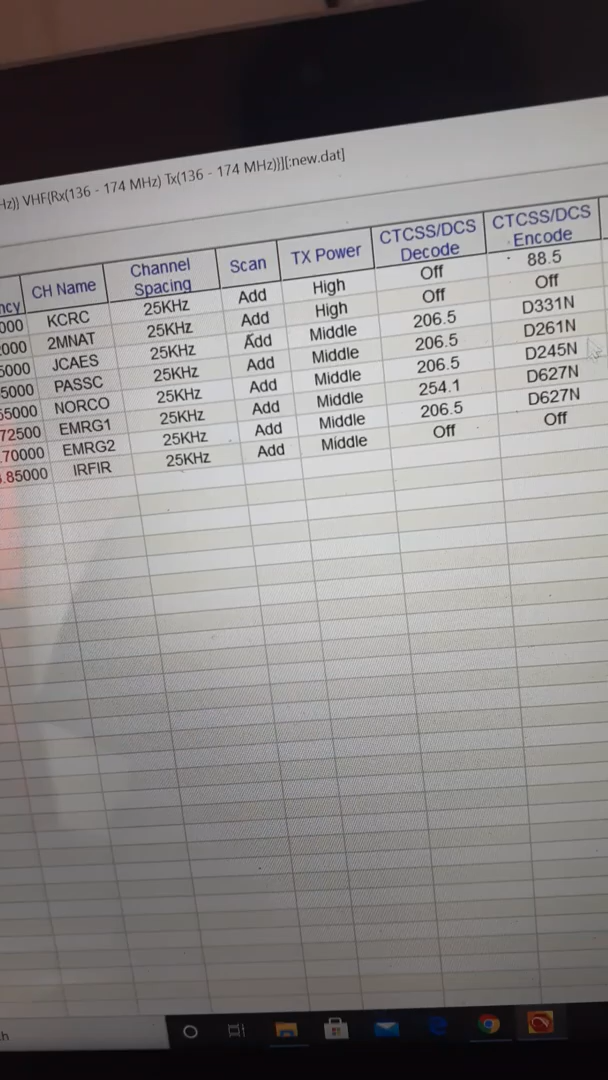 Hz)) VHF(Rx(136 - 174 MHz) Tx(136 - 174 MHz))][:new.dat]
ncy CH Name Channel Spacing Scan TX Power CTCSS/DCS Decode CTCSS/DCS Encode
000 KCRC 25KHz Add High Off 88.5
2000 2MNAT 25KHz Add High Off Off
5000 JCAES 25KHz Add Middle 206.5 D331N
5000 PASSC 25KHz Add Middle 206.5 D261N
55000 NORCO 25KHz Add Middle 206.5 D245N
72500 EMRG1 25KHz Add Middle 254.1 D627N
70000 EMRG2 25KHz Add Middle 206.5 D627N
.85000 IRFIR 25KHz Add Middle Off Off